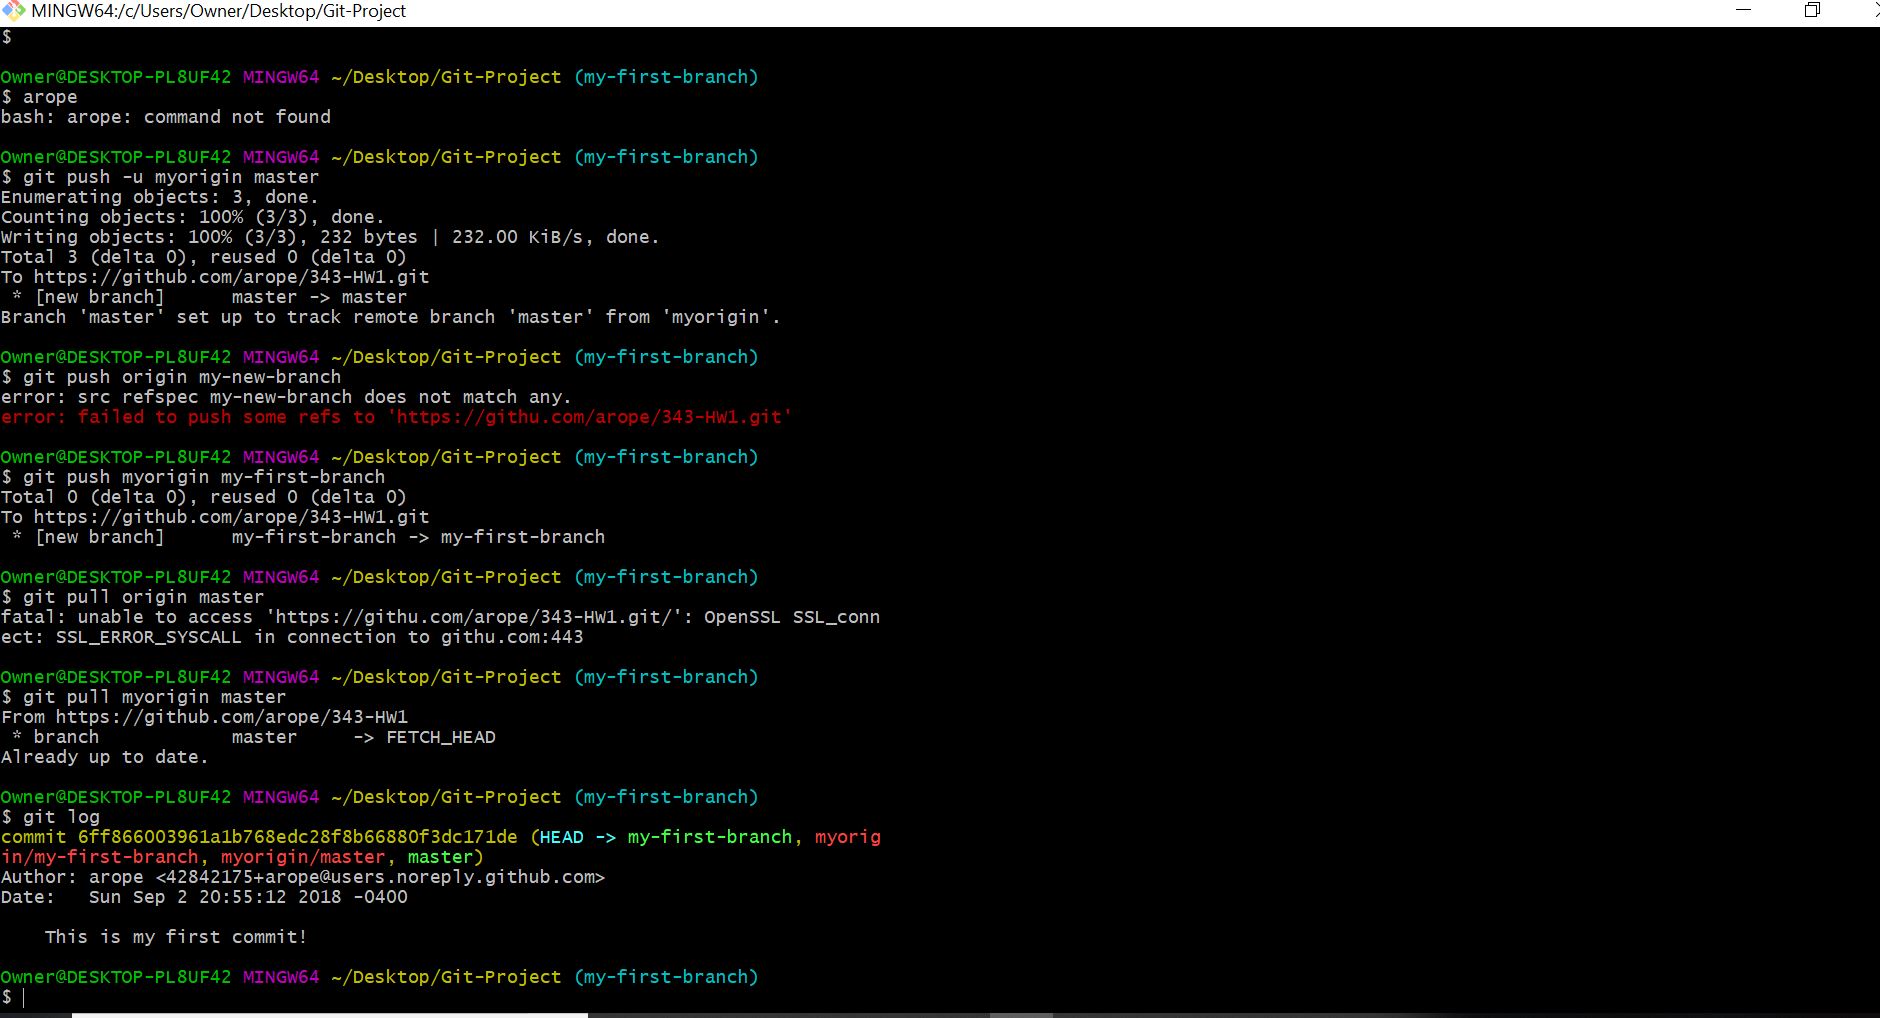 MINGW64:/c/Users/Owner/Desktop/Git-Project
$
Owner@DESKTOP-PL8UF42 MINGW64 ~/Desktop/Git-Project (my-first-branch)
$ arope
bash: arope: command not found
Owner@DESKTOP-PL8UF42 MINGW64 ~/Desktop/Git-Project (my-first-branch)
$ git push -u myorigin master
Enumerating objects: 3, done.
Counting objects: 100% (3/3), done.
Writing objects: 100% (3/3), 232 bytes | 232.00 KiB/s, done.
Total 3 (delta 0), reused 0 (delta 0)
To https://github.com/arope/343-HW1.git
 * [new branch]      master -> master
Branch 'master' set up to track remote branch 'master' from 'myorigin'.
Owner@DESKTOP-PL8UF42 MINGW64 ~/Desktop/Git-Project (my-first-branch)
$ git push origin my-new-branch
error: src refspec my-new-branch does not match any.
error: failed to push some refs to 'https://githu.com/arope/343-HW1.git'
Owner@DESKTOP-PL8UF42 MINGW64 ~/Desktop/Git-Project (my-first-branch)
$ git push myorigin my-first-branch
Total 0 (delta 0), reused 0 (delta 0)
To https://github.com/arope/343-HW1.git
 * [new branch]      my-first-branch -> my-first-branch
Owner@DESKTOP-PL8UF42 MINGW64 ~/Desktop/Git-Project (my-first-branch)
$ git pull origin master
fatal: unable to access 'https://githu.com/arope/343-HW1.git/': OpenSSL SSL_conn
ect: SSL_ERROR_SYSCALL in connection to githu.com:443
Owner@DESKTOP-PL8UF42 MINGW64 ~/Desktop/Git-Project (my-first-branch)
$ git pull myorigin master
From https://github.com/arope/343-HW1
 * branch            master     -> FETCH_HEAD
Already up to date.
Owner@DESKTOP-PL8UF42 MINGW64 ~/Desktop/Git-Project (my-first-branch)
$ git log
commit 6ff866003961a1b768edc28f8b66880f3dc171de (HEAD -> my-first-branch, myorig
in/my-first-branch, myorigin/master, master)
Author: arope <42842175+arope@users.noreply.github.com>
Date:   Sun Sep 2 20:55:12 2018 -0400
    This is my first commit!
Owner@DESKTOP-PL8UF42 MINGW64 ~/Desktop/Git-Project (my-first-branch)
$